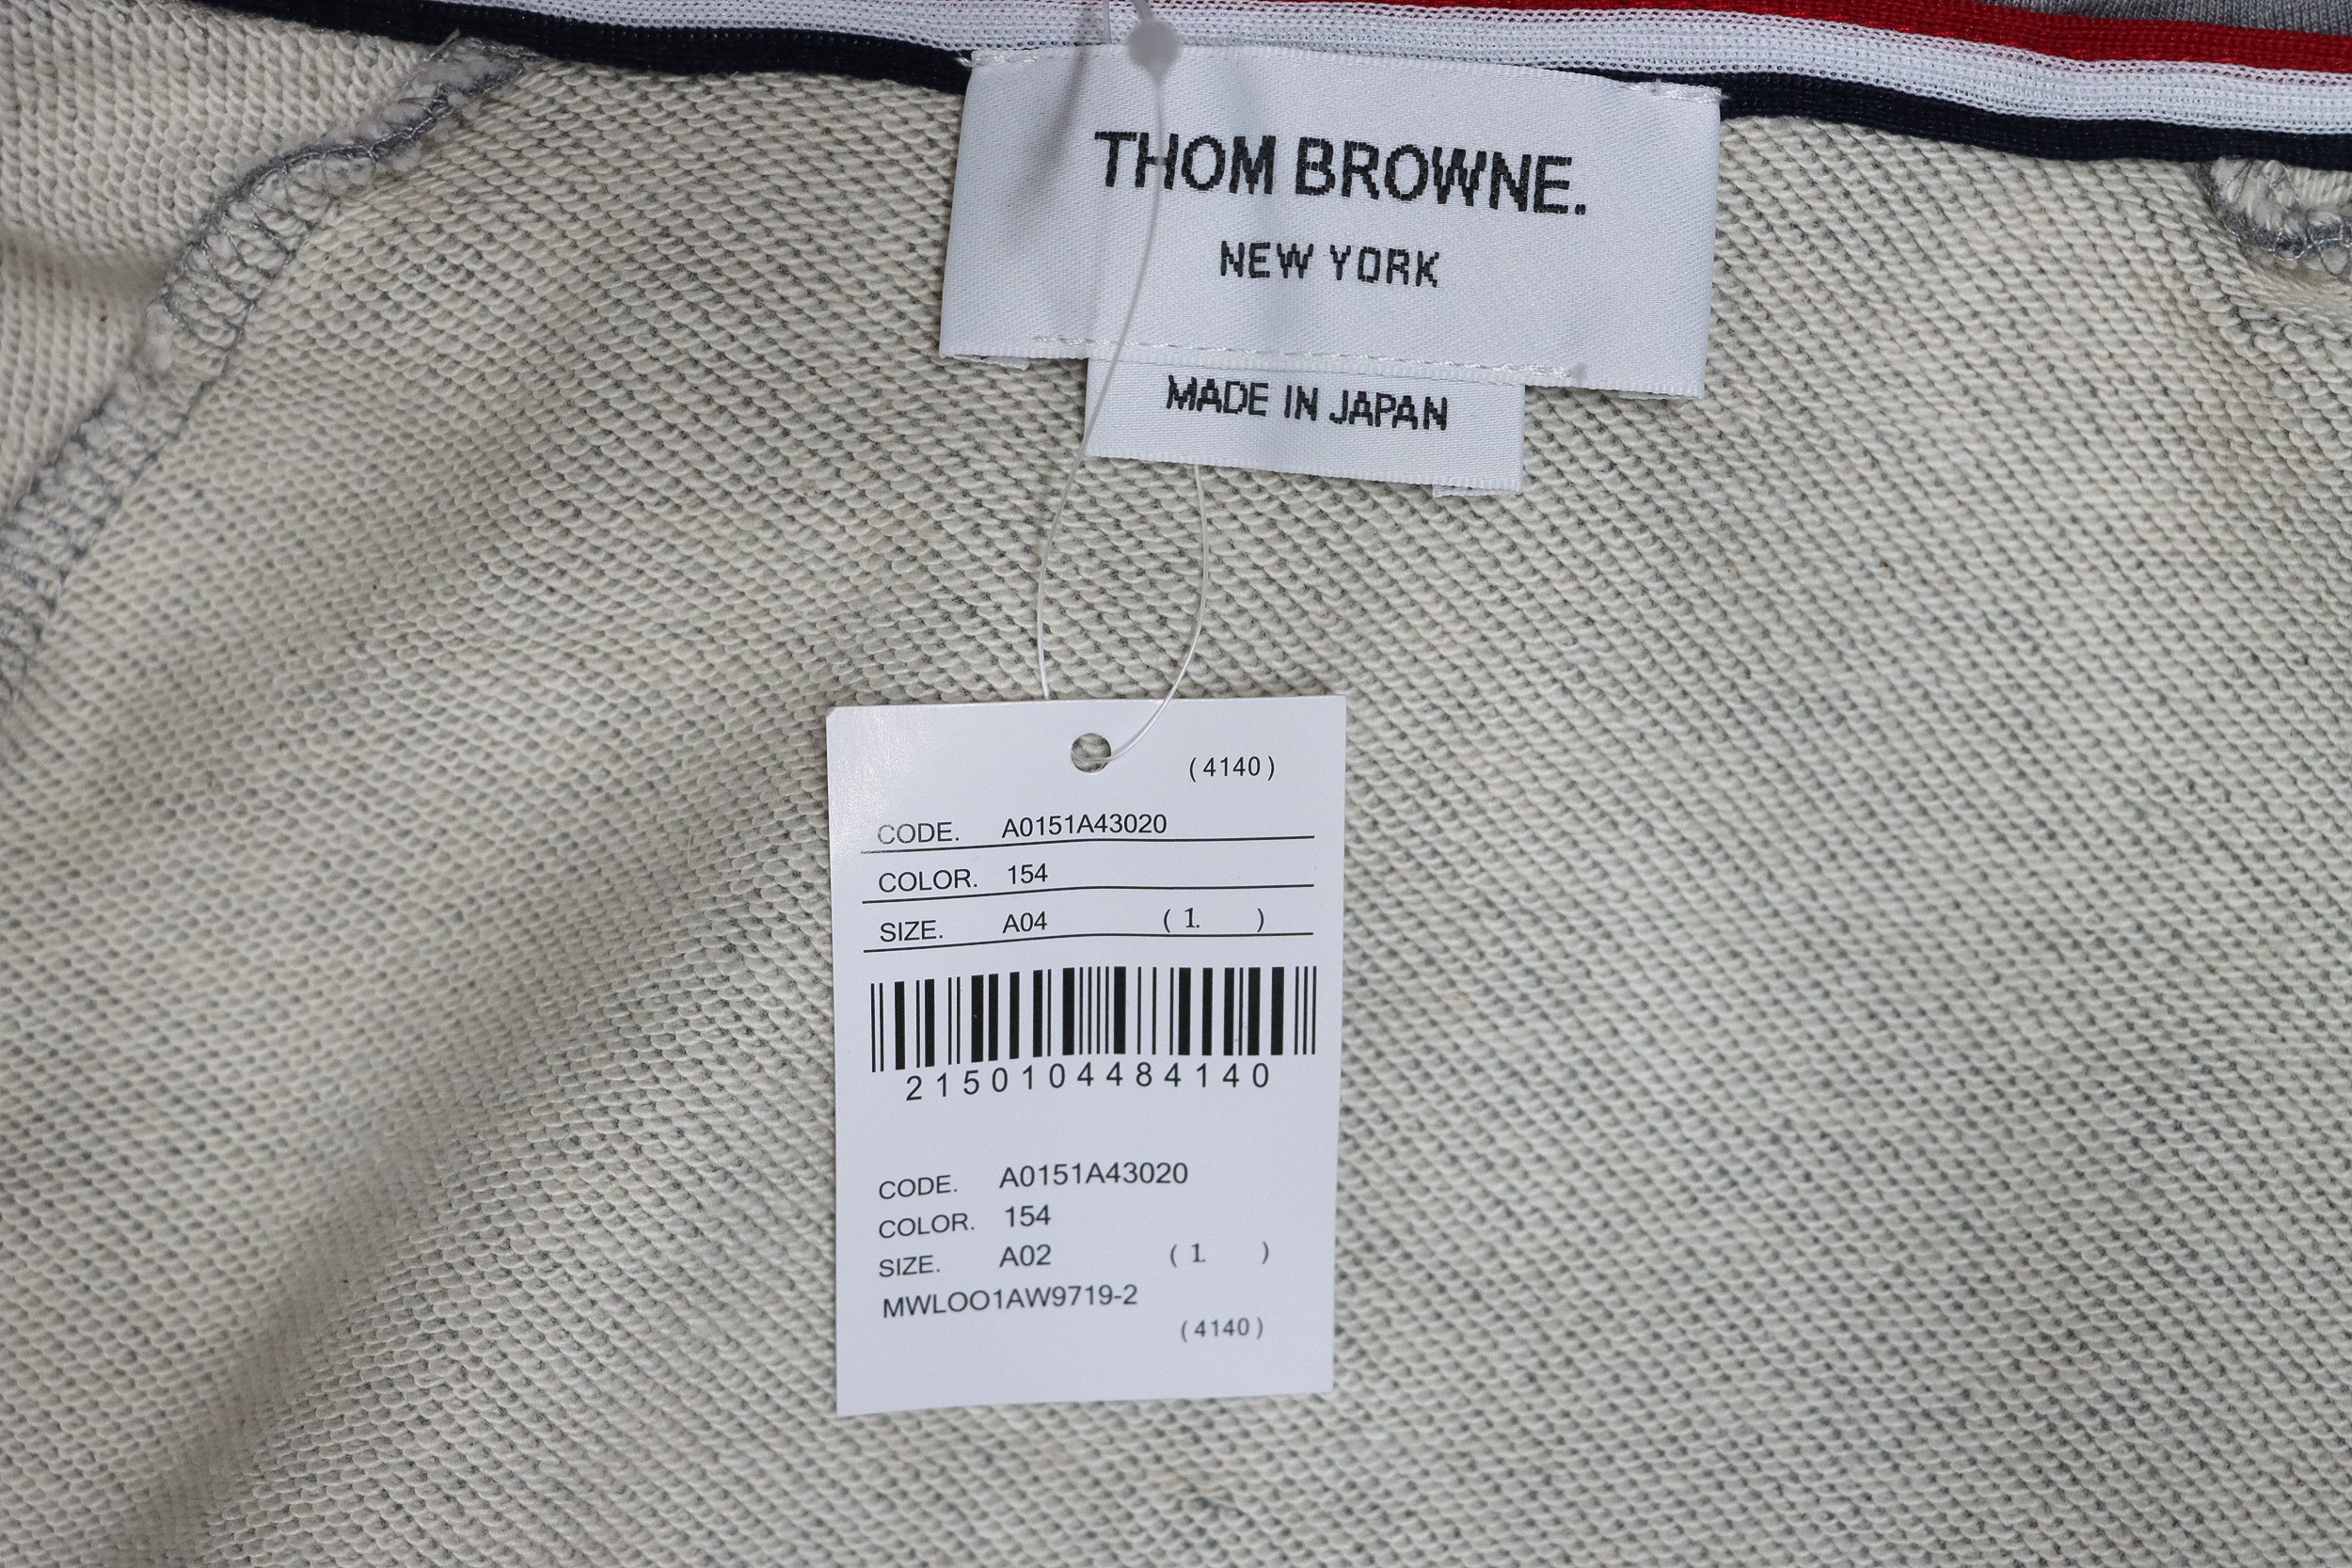 THOM BROWNE.
NEW YORK
MADE IN JAPAN
(4140)
CODE. A0151A43020
COLOR. 154
SIZE. A04 ( 1. )
2150104484140
CODE. A0151A43020
COLOR. 154
SIZE. A02 ( 1. )
MWLOO1AW9719-2
(4140)